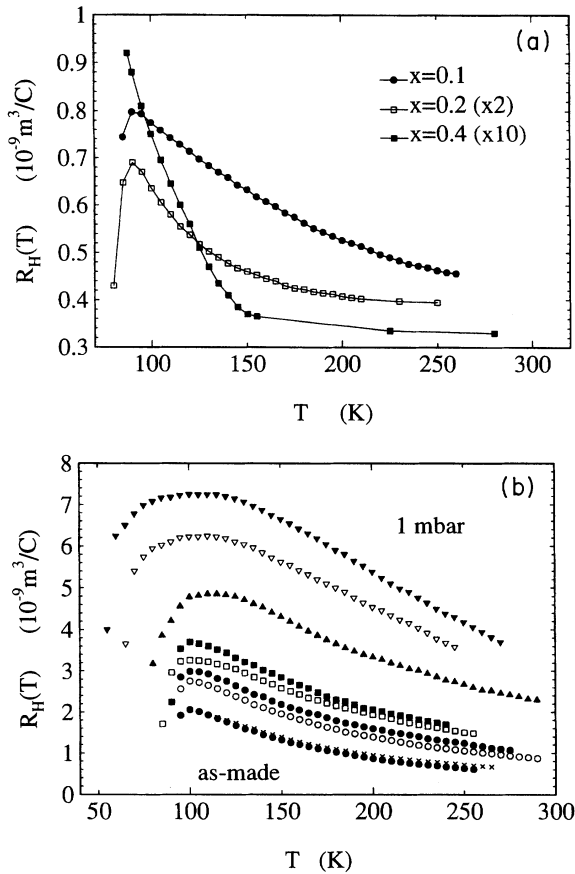 1
0.9
0.8
0.7
0.6
0.5
0.4
0.3
R_H(T) (10^-9 m^3/C)
(a)
x=0.1
x=0.2 (x2)
x=0.4 (x10)
100 150 200 250 300
T (K)
8
7
6
5
4
3
2
1
0
R_H(T) (10^-9 m^3/C)
(b)
1 mbar
as-made
50 100 150 200 250 300
T (K)